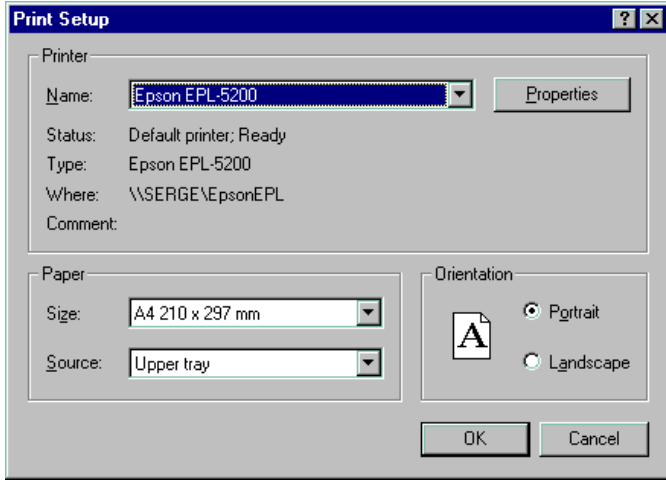 Print Setup
Printer
Name: Epson EPL-5200 Properties
Status: Default printer; Ready
Type: Epson EPL-5200
Where: \\SERGE\EpsonEPL
Comment:
Paper
Size: A4 210 x 297 mm
Source: Upper tray
Orientation
A
Portrait
Landscape
OK Cancel